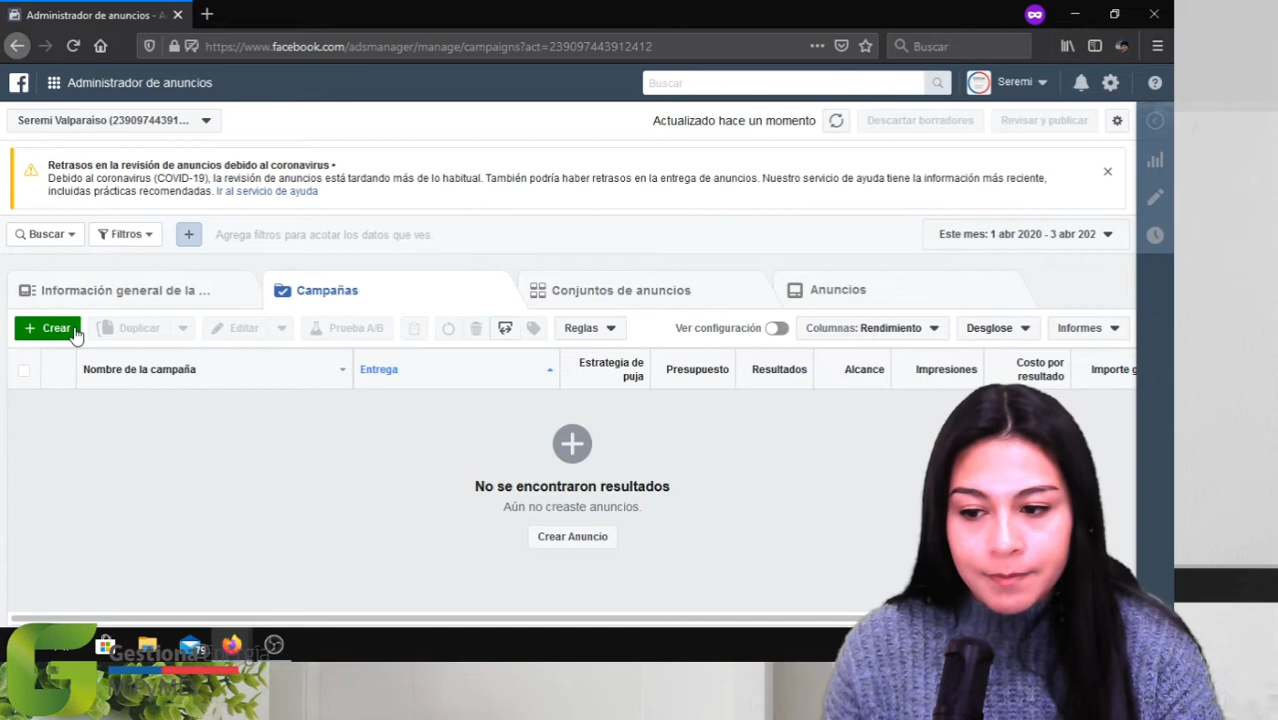 Administrador de anuncios - A
https://www.facebook.com/adsmanager/manage/campaigns?act=239097443912412
Buscar
Administrador de anuncios
Buscar
Seremi
Seremi Valparaíso (23909744391...
Actualizado hace un momento
Descartar borradores
Revisar y publicar
Retrasos en la revisión de anuncios debido al coronavirus •
Debido al coronavirus (COVID-19), la revisión de anuncios está tardando más de lo habitual. También podría haber retrasos en la entrega de anuncios. Nuestro servicio de ayuda tiene la información más reciente,
incluidas prácticas recomendadas. Ir al servicio de ayuda
Buscar
Filtros
Agrega filtros para acotar los datos que ves.
Este mes: 1 abr 2020 - 3 abr 202
Información general de la ...
Campañas
Conjuntos de anuncios
Anuncios
+ Crear
Duplicar
Editar
Prueba A/B
Reglas
Ver configuración
Columnas: Rendimiento
Desglose
Informes
Nombre de la campaña
Entrega
Estrategia de
puja
Presupuesto
Resultados
Alcance
Impresiones
Costo por
resultado
Importe g
No se encontraron resultados
Aún no creaste anuncios.
Crear Anuncio
79
G
GestionaEnergía
MiPyMEs